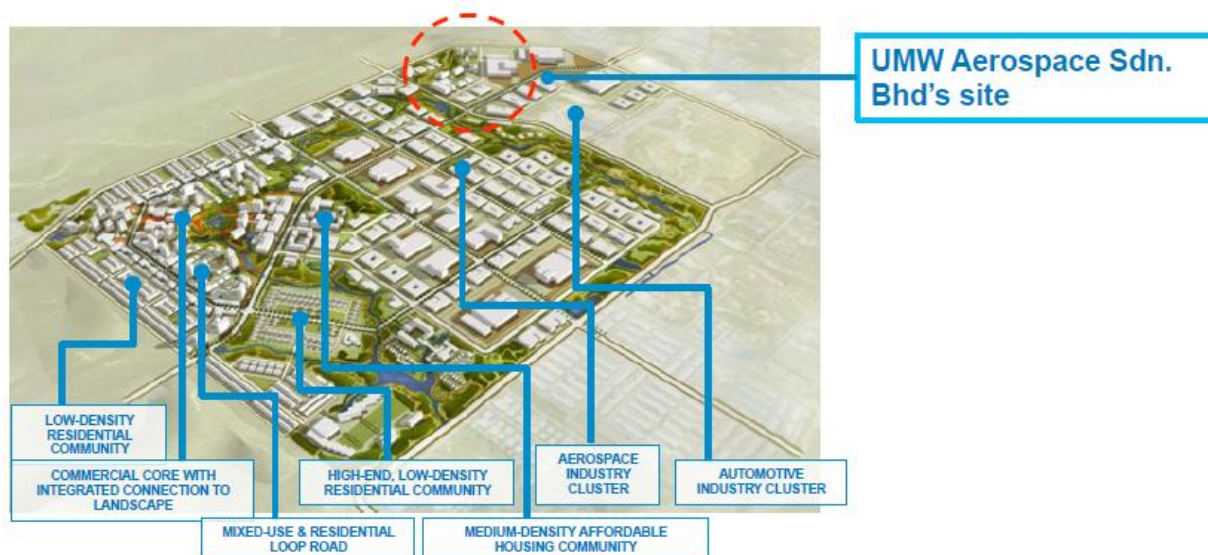 UMW Aerospace Sdn.
Bhd's site
LOW-DENSITY
RESIDENTIAL
COMMUNITY
COMMERCIAL CORE WITH
INTEGRATED CONNECTION TO
LANDSCAPE
MIXED-USE & RESIDENTIAL
LOOP ROAD
HIGH-END, LOW-DENSITY
RESIDENTIAL COMMUNITY
MEDIUM-DENSITY AFFORDABLE
HOUSING COMMUNITY
AEROSPACE
INDUSTRY
CLUSTER
AUTOMOTIVE
INDUSTRY CLUSTER